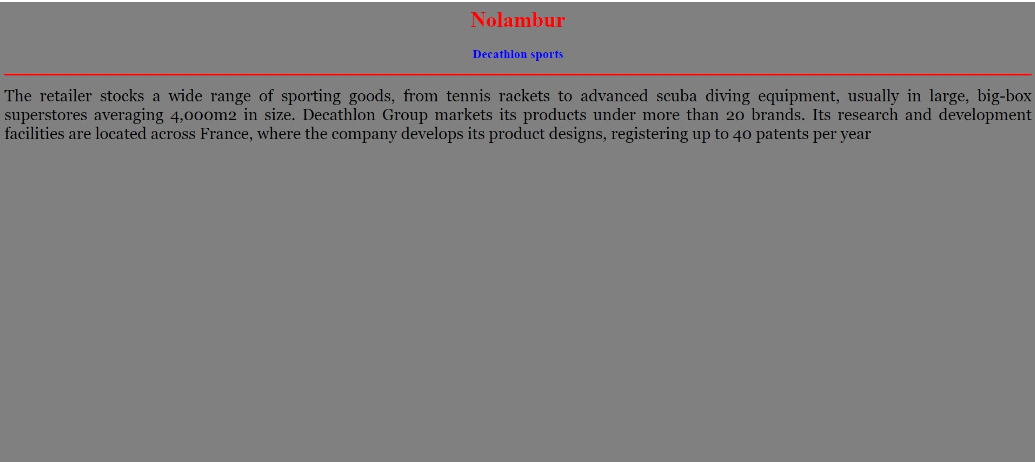 Nolambur
Decathlon sports
The retailer stocks a wide range of sporting goods, from tennis rackets to advanced scuba diving equipment, usually in large, big-box
superstores averaging 4,000m2 in size. Decathlon Group markets its products under more than 20 brands. Its research and development
facilities are located across France, where the company develops its product designs, registering up to 40 patents per year